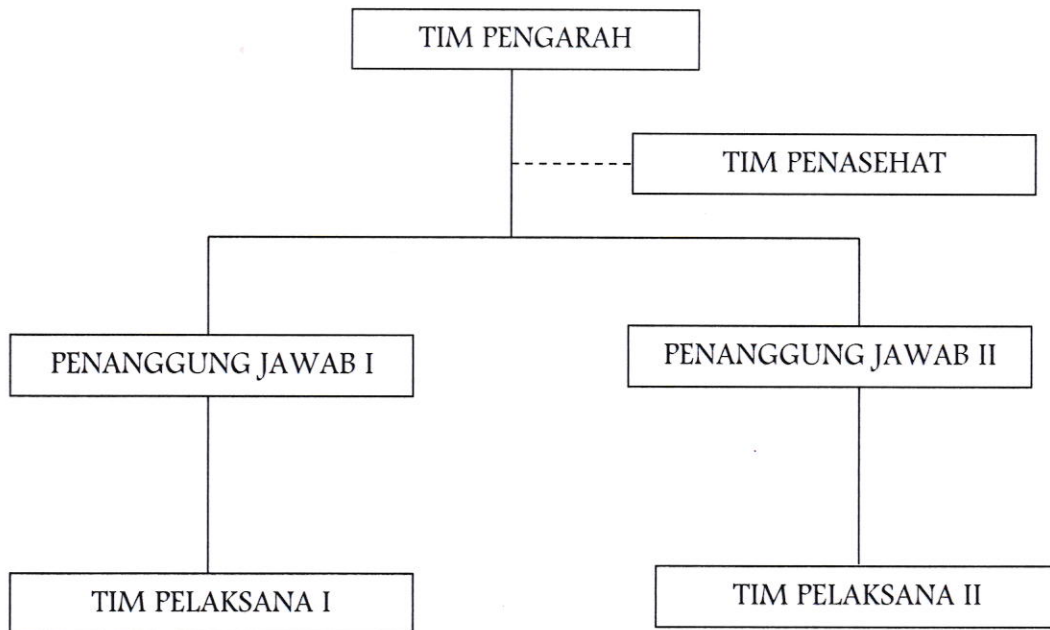 TIM PENGARAH
TIM PENASEHAT
PENANGGUNG JAWAB I
PENANGGUNG JAWAB II
TIM PELAKSANA I
TIM PELAKSANA II